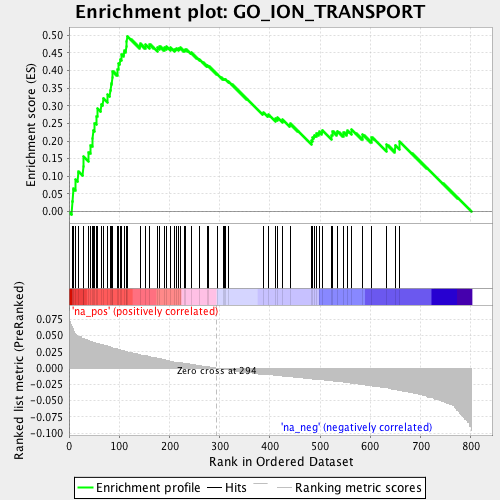 Enrichment plot: GO_ION_TRANSPORT
Enrichment score (ES)
0.50
0.45
0.40
0.35
0.30
0.25
0.20
0.15
0.10
0.05
0.00
'na_pos' (positively correlated)
Ranked list metric (PreRanked)
0.075
0.050
0.025
0.000
-0.025
-0.050
-0.075
-0.100
Zero cross at 294
'na_neg' (negatively correlated)
0 100 200 300 400 500 600 700 800
Rank in Ordered Dataset
Enrichment profile Hits Ranking metric scores